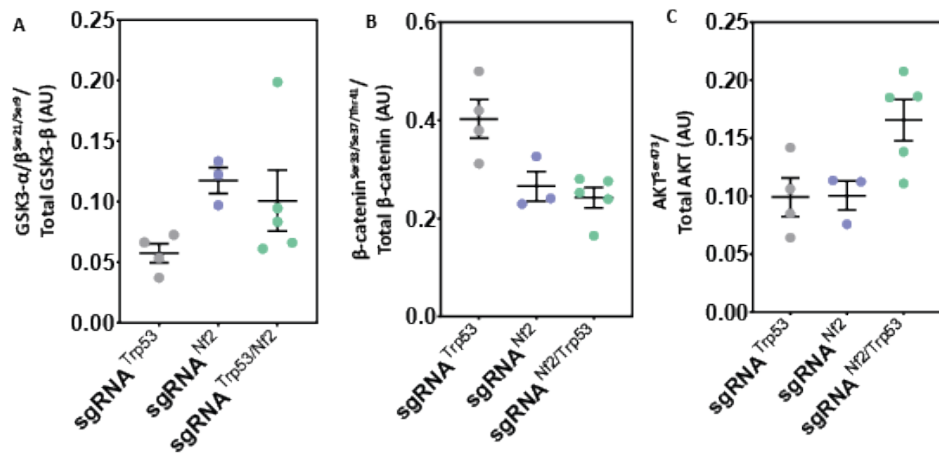 A
GSK3-α/β^Ser21/Ser9/
Total GSK3-β (AU)
0.25
0.20
0.15
0.10
0.05
0.00
sgRNA^Trp53
sgRNA^Nf2
sgRNA^Trp53/Nf2
B
β-catenin^Ser33/Se37/Thr41/
Total β-catenin (AU)
0.6
0.4
0.2
0.0
sgRNA^Trp53
sgRNA^Nf2
sgRNA^Nf2/Trp53
C
AKT^Ser473/
Total AKT (AU)
0.25
0.20
0.15
0.10
0.05
0.00
sgRNA^Trp53
sgRNA^Nf2
sgRNA^Nf2/Trp53